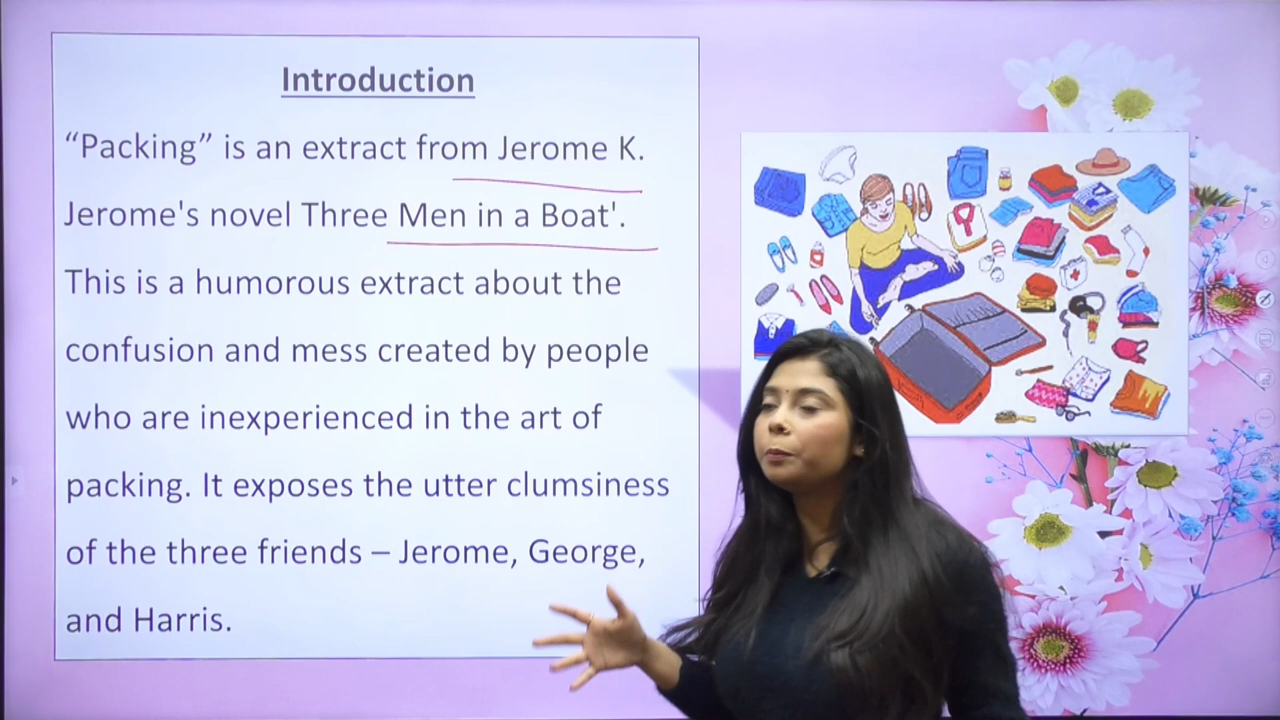 Introduction
“Packing” is an extract from Jerome K.
Jerome's novel Three Men in a Boat'.
This is a humorous extract about the
confusion and mess created by people
who are inexperienced in the art of
packing. It exposes the utter clumsiness
of the three friends – Jerome, George,
and Harris.